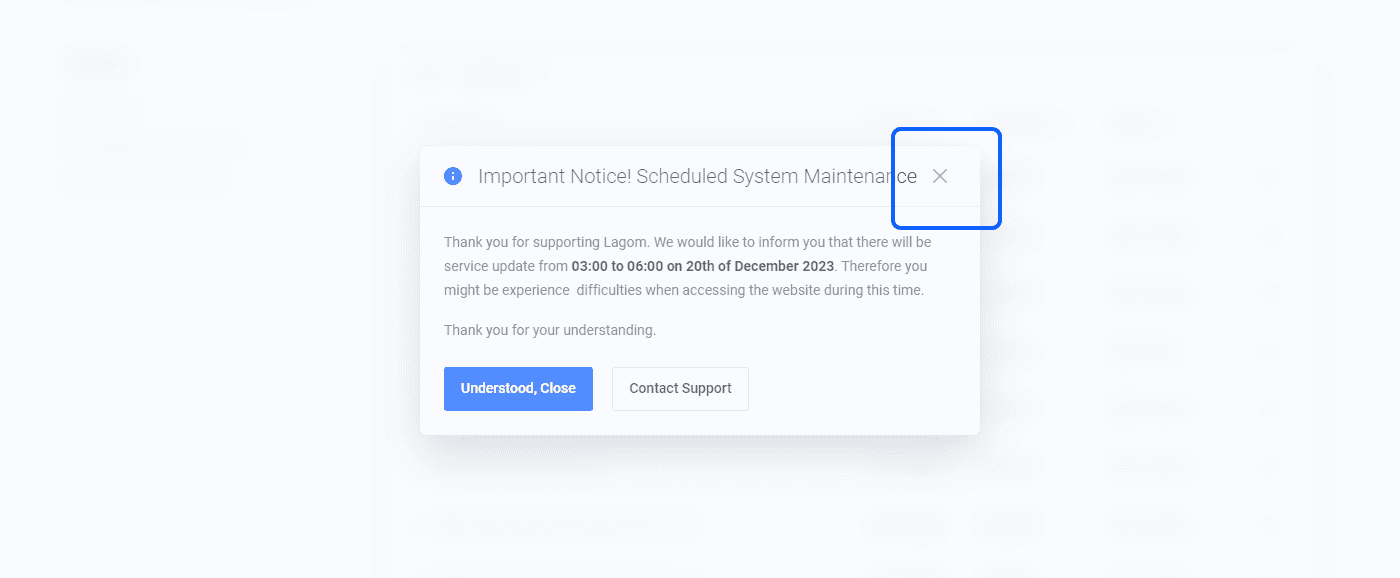 Important Notice! Scheduled System Maintenance
Thank you for supporting Lagom. We would like to inform you that there will be
service update from 03:00 to 06:00 on 20th of December 2023. Therefore you
might be experience  difficulties when accessing the website during this time.
Thank you for your understanding.
Understood, Close
Contact Support